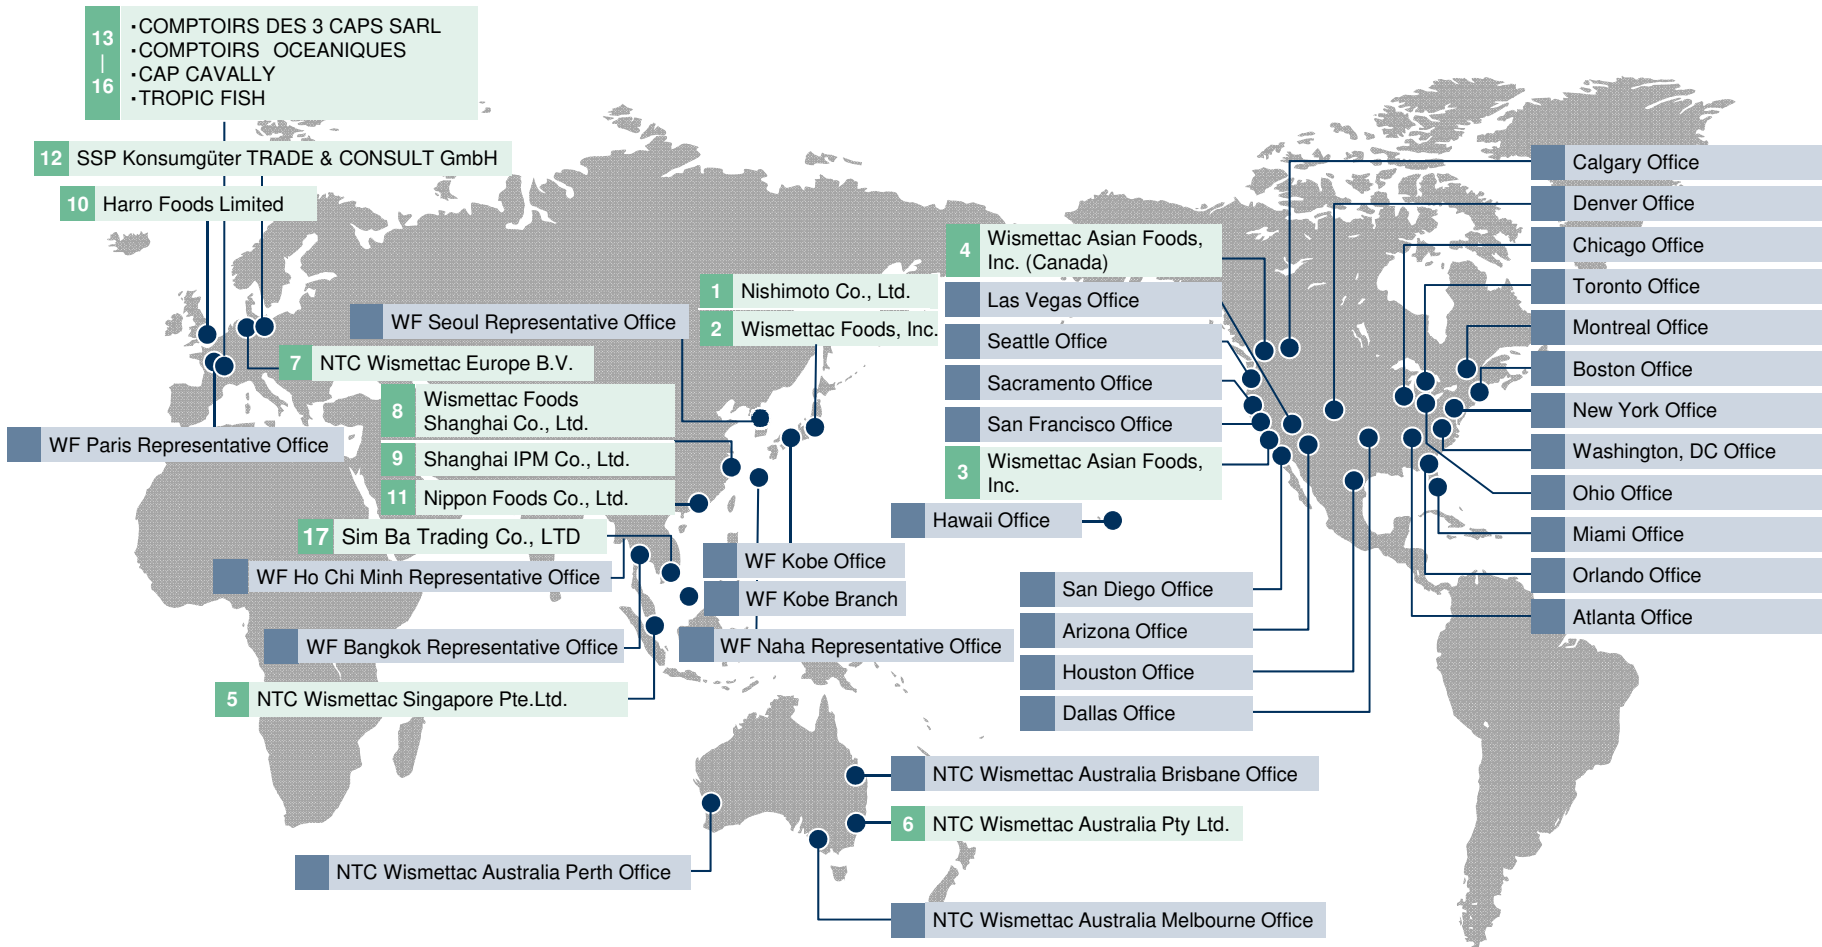 13
|
16
・COMPTOIRS DES 3 CAPS SARL
・COMPTOIRS OCEANIQUES
・CAP CAVALLY
・TROPIC FISH
12 SSP Konsumgüter TRADE & CONSULT GmbH
10 Harro Foods Limited
WF Seoul Representative Office
1 Nishimoto Co., Ltd.
2 Wismettac Foods, Inc.
7 NTC Wismettac Europe B.V.
8 Wismettac Foods
Shanghai Co., Ltd.
WF Paris Representative Office
9 Shanghai IPM Co., Ltd.
11 Nippon Foods Co., Ltd.
17 Sim Ba Trading Co., LTD
WF Ho Chi Minh Representative Office
WF Kobe Office
WF Kobe Branch
WF Bangkok Representative Office
WF Naha Representative Office
5 NTC Wismettac Singapore Pte.Ltd.
4 Wismettac Asian Foods,
Inc. (Canada)
Las Vegas Office
Seattle Office
Sacramento Office
San Francisco Office
3 Wismettac Asian Foods,
Inc.
Hawaii Office
San Diego Office
Arizona Office
Houston Office
Dallas Office
Calgary Office
Denver Office
Chicago Office
Toronto Office
Montreal Office
Boston Office
New York Office
Washington, DC Office
Ohio Office
Miami Office
Orlando Office
Atlanta Office
NTC Wismettac Australia Brisbane Office
6 NTC Wismettac Australia Pty Ltd.
NTC Wismettac Australia Perth Office
NTC Wismettac Australia Melbourne Office